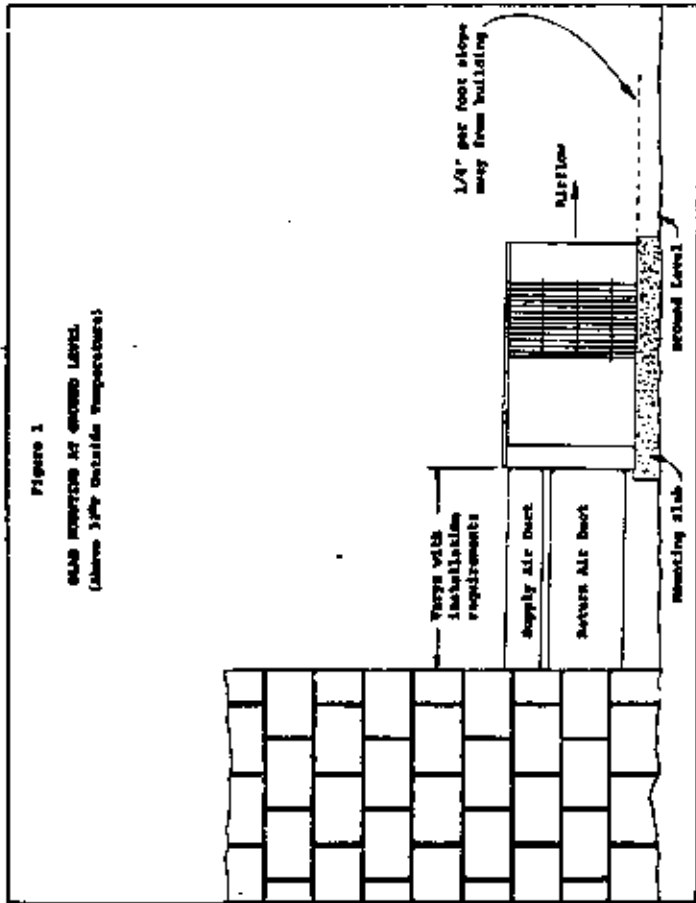 Figure 1
SLAB MOUNTING AT GROUND LEVEL
(Above 32°F Outside Temperature)
Varys with
installation
requirements
Supply Air Duct
Return Air Duct
Mounting Slab
Ground Level
Airflow
1/4" per foot slope
away from building